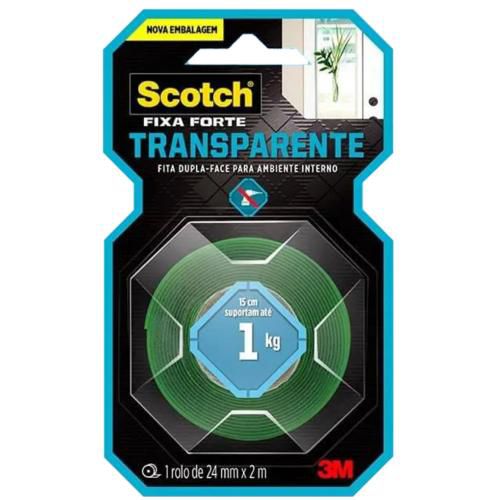 NOVA EMBALAGEM
Scotch
FIXA FORTE
TRANSPARENTE
FITA DUPLA-FACE PARA AMBIENTE INTERNO
15 cm
suportam até
1 kg
1 rolo de 24 mm x 2 m
3M